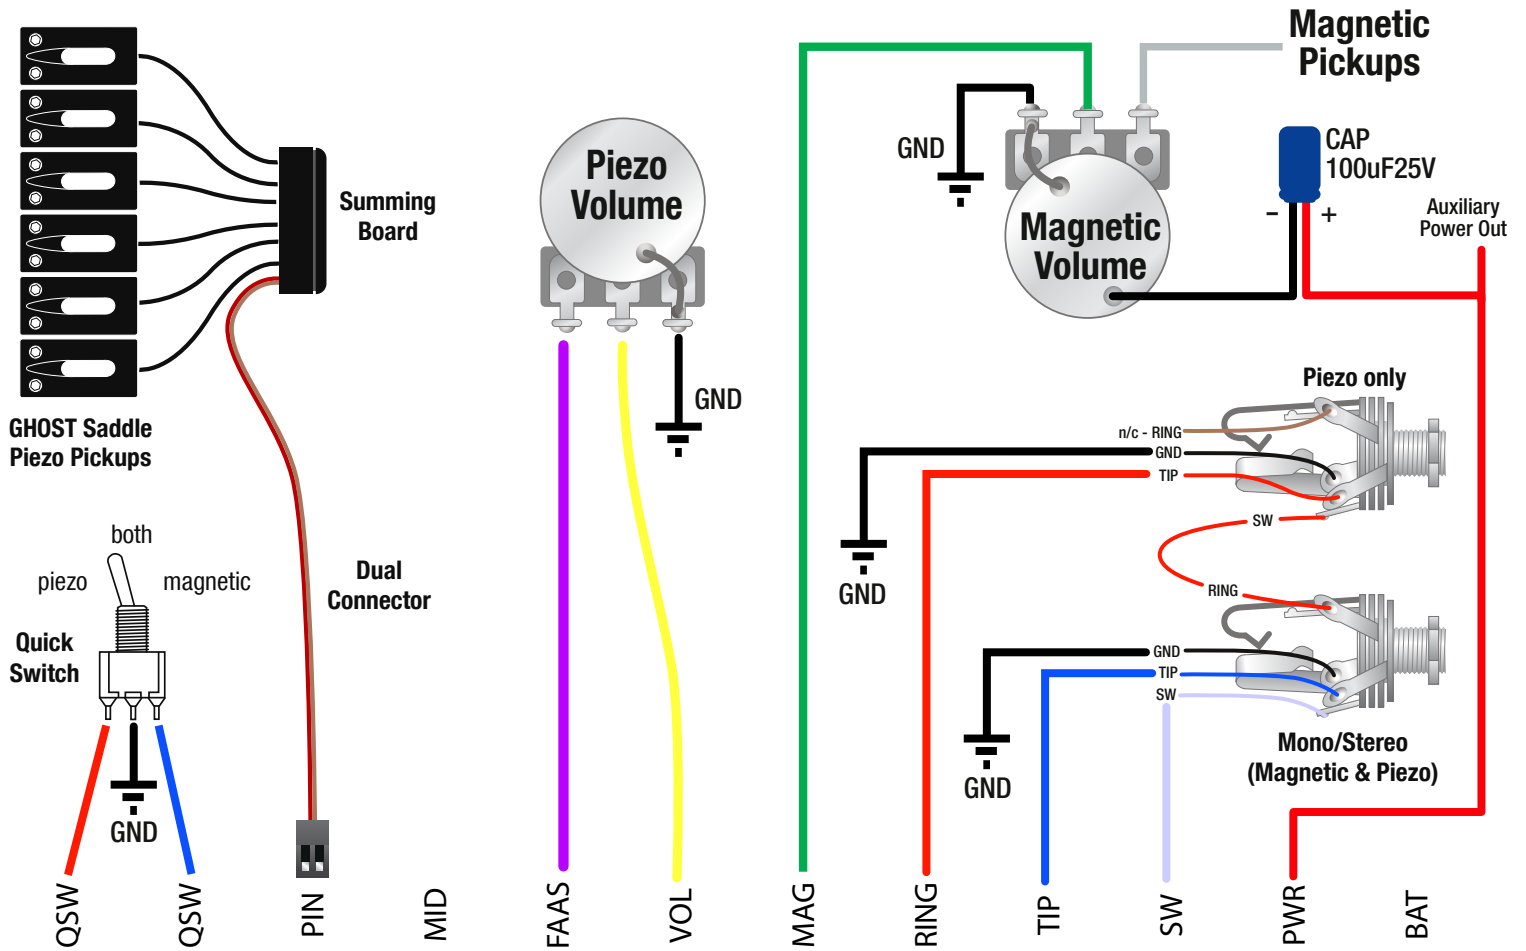 Magnetic
Pickups
GND
CAP
100uF25V
- +
Auxiliary
Power Out
Piezo
Volume
Magnetic
Volume
Summing
Board
GND
GHOST Saddle
Piezo Pickups
Piezo only
n/c - RING
GND
TIP
SW
GND
both
piezo
magnetic
Quick
Switch
GND
Dual
Connector
RING
GND
TIP
SW
GND
Mono/Stereo
(Magnetic & Piezo)
QSW
QSW
PIN
MID
FAAS
VOL
MAG
RING
TIP
SW
PWR
BAT